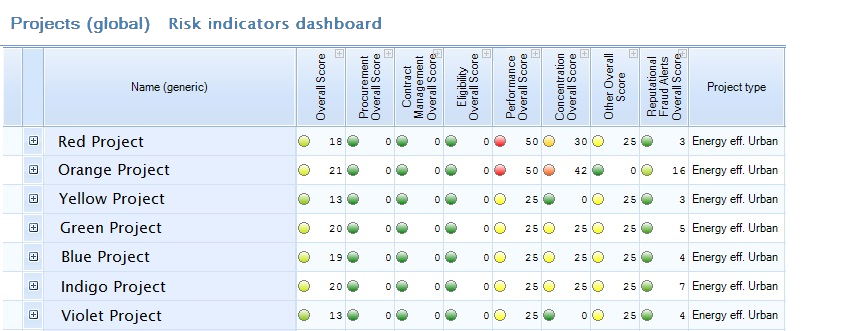 Projects (global) Risk indicators dashboard
Name (generic) Overall Score Procurement Overall Score Contract Management Overall Score Eligibility Overall Score Performance Overall Score Concentration Overall Score Other Overall Score Reputational Fraud Alerts Overall Score Project type
Red Project 18 0 0 0 50 30 25 3 Energy eff. Urban
Orange Project 21 0 0 0 50 42 0 16 Energy eff. Urban
Yellow Project 13 0 0 0 25 0 25 3 Energy eff. Urban
Green Project 20 0 0 0 25 25 25 5 Energy eff. Urban
Blue Project 19 0 0 0 25 25 25 4 Energy eff. Urban
Indigo Project 20 0 0 0 25 25 25 7 Energy eff. Urban
Violet Project 13 0 0 0 25 0 25 4 Energy eff. Urban